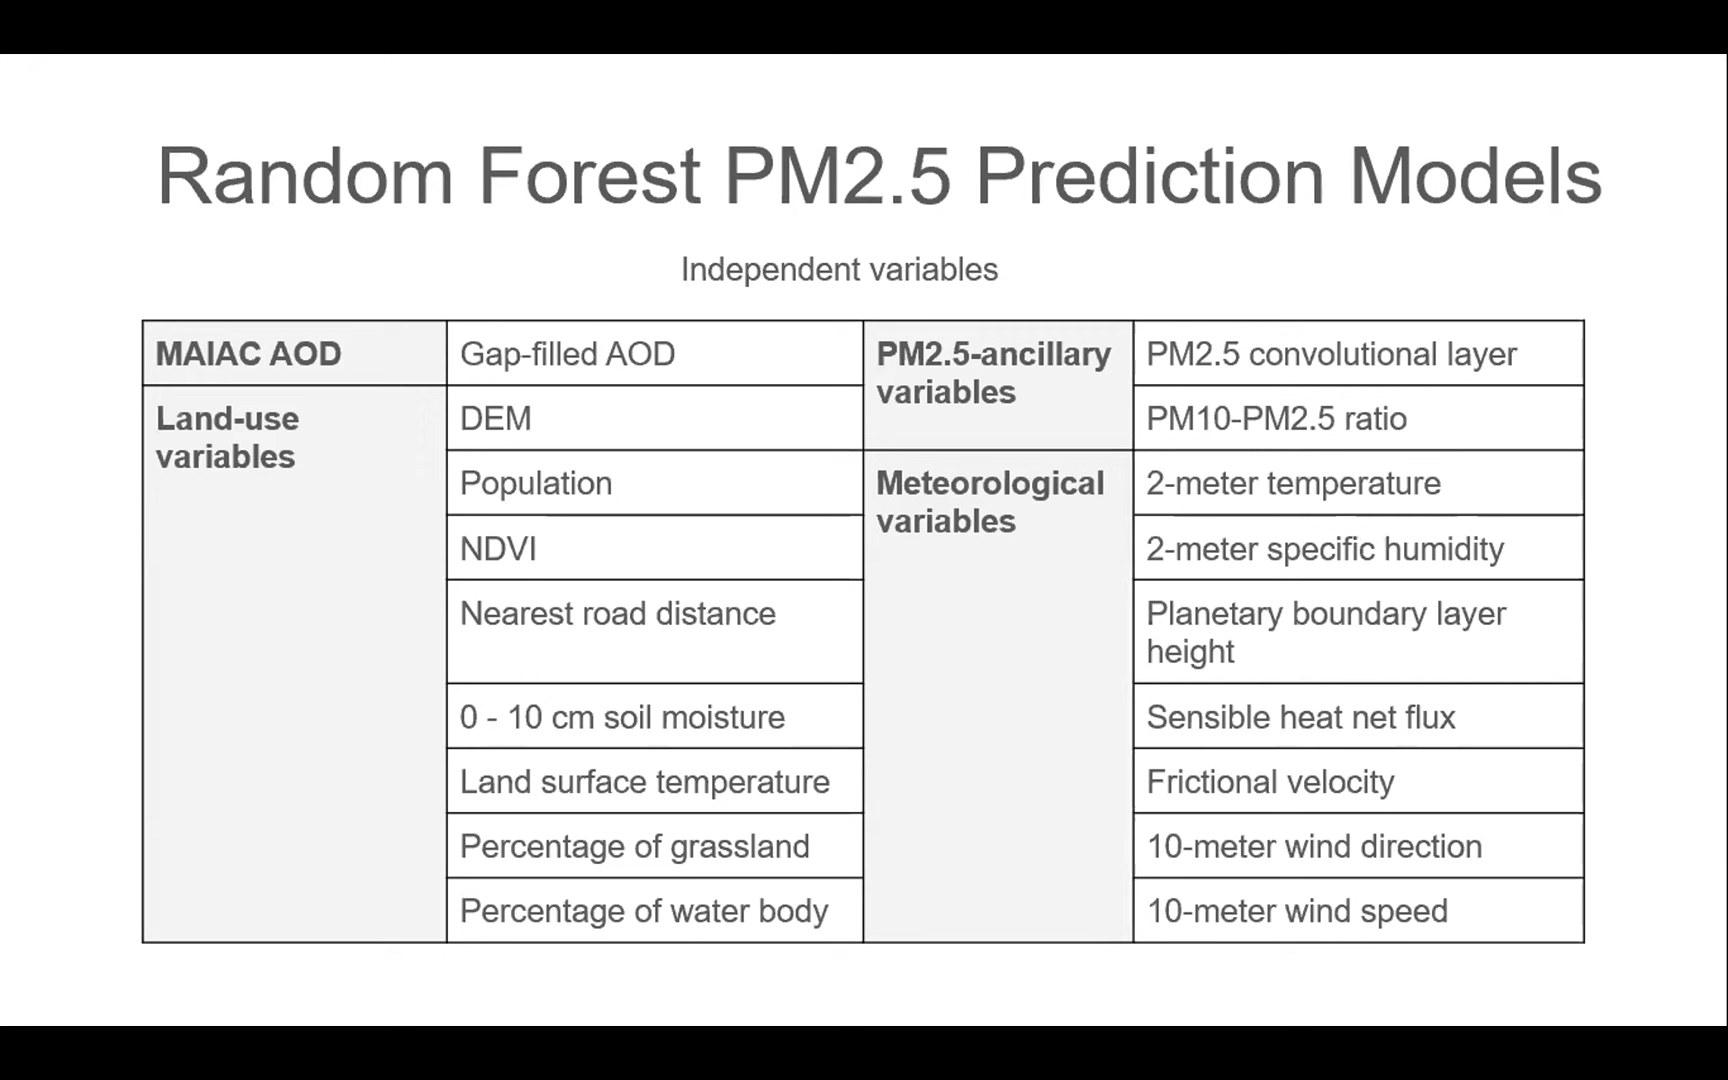 Random Forest PM2.5 Prediction Models
Independent variables
MAIAC AOD
Gap-filled AOD
Land-use
variables
DEM
Population
NDVI
Nearest road distance
0 - 10 cm soil moisture
Land surface temperature
Percentage of grassland
Percentage of water body
PM2.5-ancillary
variables
PM2.5 convolutional layer
PM10-PM2.5 ratio
Meteorological
variables
2-meter temperature
2-meter specific humidity
Planetary boundary layer
height
Sensible heat net flux
Frictional velocity
10-meter wind direction
10-meter wind speed